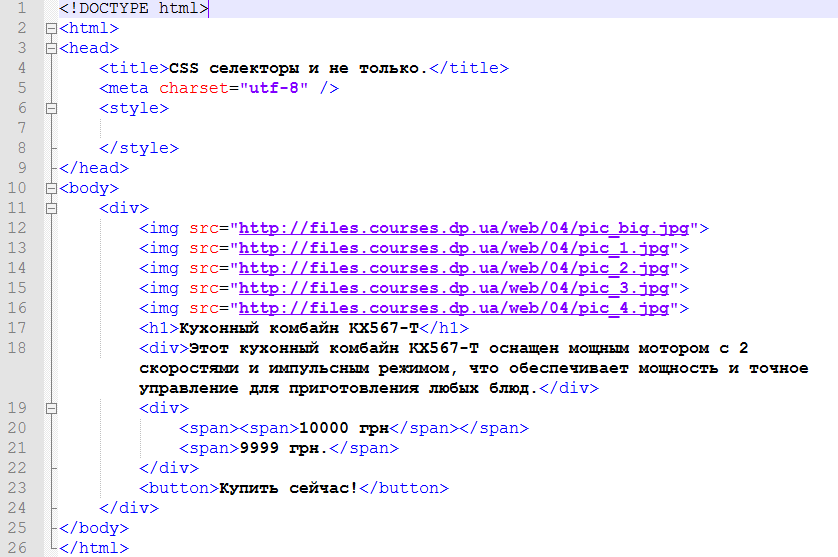 1 <!DOCTYPE html>
2 <html>
3 <head>
4 <title>CSS селекторы и не только.</title>
5 <meta charset="utf-8" />
6 <style>
7
8 </style>
9 </head>
10 <body>
11 <div>
12 <img src="http://files.courses.dp.ua/web/04/pic_big.jpg">
13 <img src="http://files.courses.dp.ua/web/04/pic_1.jpg">
14 <img src="http://files.courses.dp.ua/web/04/pic_2.jpg">
15 <img src="http://files.courses.dp.ua/web/04/pic_3.jpg">
16 <img src="http://files.courses.dp.ua/web/04/pic_4.jpg">
17 <h1>Кухонный комбайн КХ567-Т</h1>
18 <div>Этот кухонный комбайн КХ567-Т оснащен мощным мотором с 2
скоростями и импульсным режимом, что обеспечивает мощность и точное
управление для приготовления любых блюд.</div>
19 <div>
20 <span><span>10000 грн</span></span>
21 <span>9999 грн.</span>
22 </div>
23 <button>Купить сейчас!</button>
24 </div>
25 </body>
26 </html>